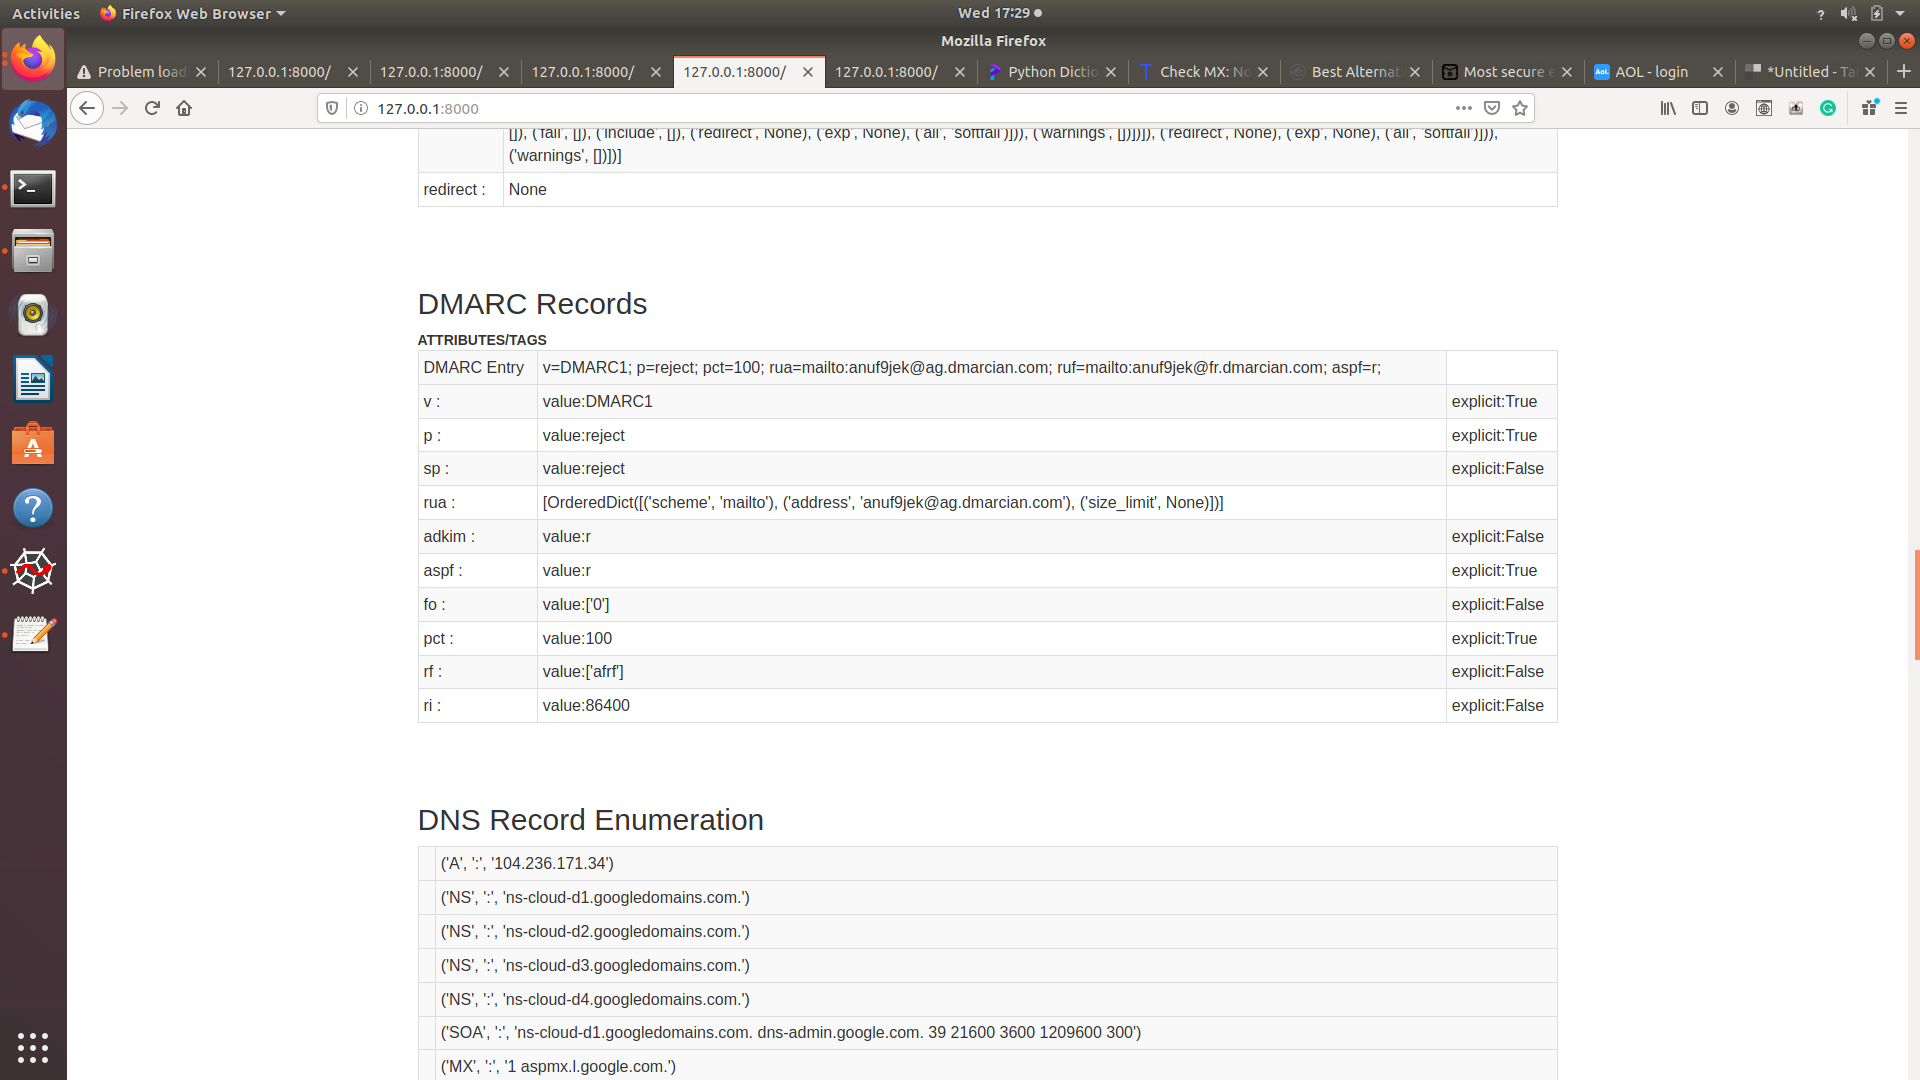 Activities Firefox Web Browser Wed 17:29
Mozilla Firefox
Problem load 127.0.0.1:8000/ 127.0.0.1:8000/ 127.0.0.1:8000/ 127.0.0.1:8000/ 127.0.0.1:8000/ Python Dictio Check MX: No Best Alternat Most secure e AOL - login *Untitled - Ta
127.0.0.1:8000
[]), ('fail', []), ('include', []), ('redirect', None), ('exp', None), ('all', 'softfail')])), ('warnings', [])])]), ('redirect', None), ('exp', None), ('all', 'softfail')])),
('warnings', [])])]
redirect : None
DMARC Records
ATTRIBUTES/TAGS
DMARC Entry v=DMARC1; p=reject; pct=100; rua=mailto:anuf9jek@ag.dmarcian.com; ruf=mailto:anuf9jek@fr.dmarcian.com; aspf=r;
v : value:DMARC1 explicit:True
p : value:reject explicit:True
sp : value:reject explicit:False
rua : [OrderedDict([('scheme', 'mailto'), ('address', 'anuf9jek@ag.dmarcian.com'), ('size_limit', None)])]
adkim : value:r explicit:False
aspf : value:r explicit:True
fo : value:['0'] explicit:False
pct : value:100 explicit:True
rf : value:['afrf'] explicit:False
ri : value:86400 explicit:False
DNS Record Enumeration
('A', ':', '104.236.171.34')
('NS', ':', 'ns-cloud-d1.googledomains.com.')
('NS', ':', 'ns-cloud-d2.googledomains.com.')
('NS', ':', 'ns-cloud-d3.googledomains.com.')
('NS', ':', 'ns-cloud-d4.googledomains.com.')
('SOA', ':', 'ns-cloud-d1.googledomains.com. dns-admin.google.com. 39 21600 3600 1209600 300')
('MX', ':', '1 aspmx.l.google.com.')